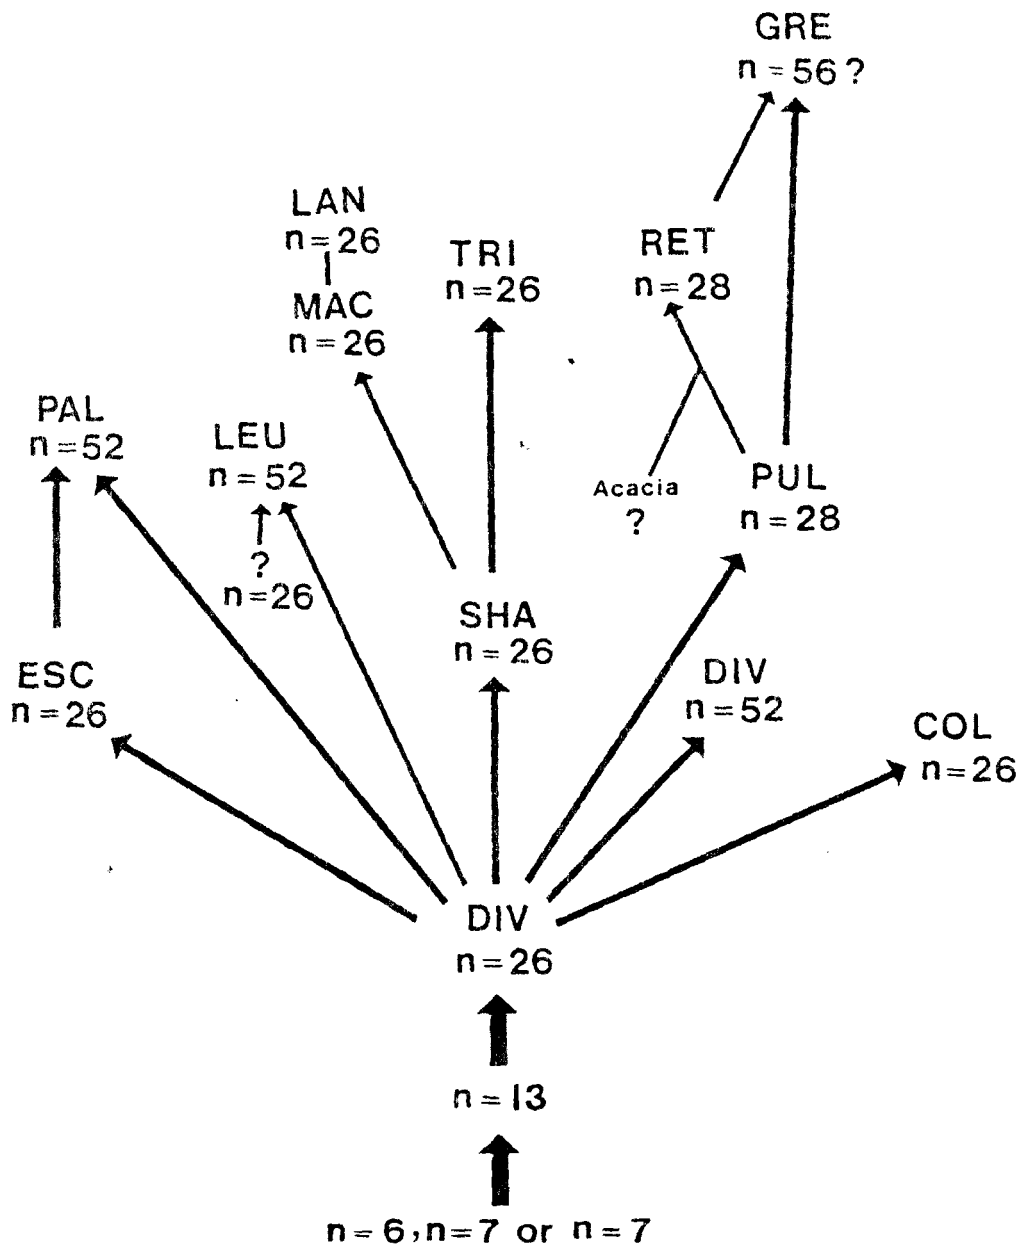 GRE
n = 56 ?
LAN
n = 26
TRI
n = 26
RET
n = 28
MAC
n = 26
PAL
n = 52
LEU
n = 52
Acacia
?
PUL
n = 28
?
n = 26
SHA
n = 26
ESC
n = 26
DIV
n = 52
COL
n = 26
DIV
n = 26
n = 13
n = 6, n = 7 or n = 7